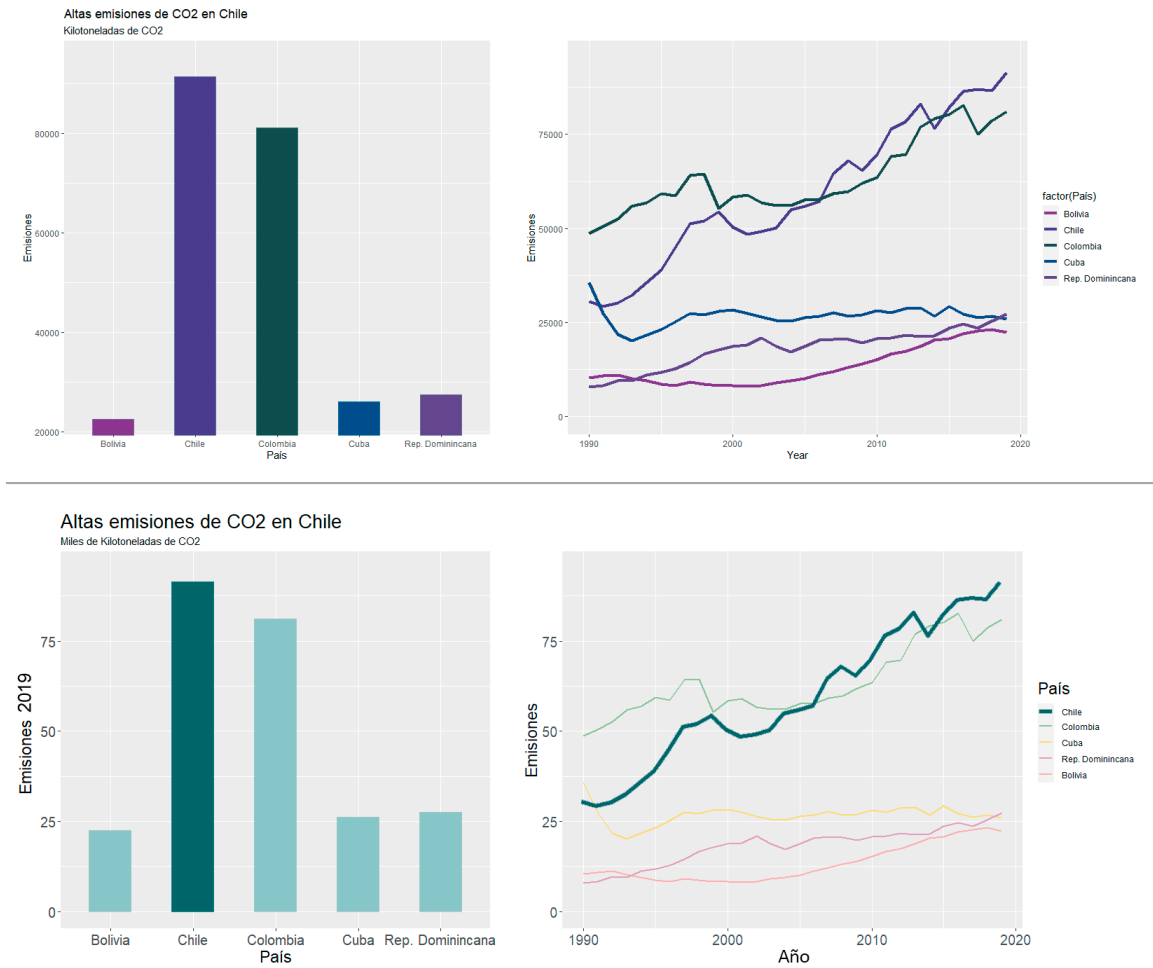 Altas emisiones de CO2 en Chile
Kilotoneladas de CO2
Emisiones
80000
60000
40000
20000
Bolivia Chile Colombia Cuba Rep. Dominincana
País
Emisiones
75000
50000
25000
0
1990 2000 2010 2020
Year
factor(País)
Bolivia
Chile
Colombia
Cuba
Rep. Dominincana
Altas emisiones de CO2 en Chile
Miles de Kilotoneladas de CO2
Emisiones 2019
75
50
25
0
Bolivia Chile Colombia Cuba Rep. Dominincana
País
Emisiones
75
50
25
0
1990 2000 2010 2020
Año
País
Chile
Colombia
Cuba
Rep. Dominincana
Bolivia